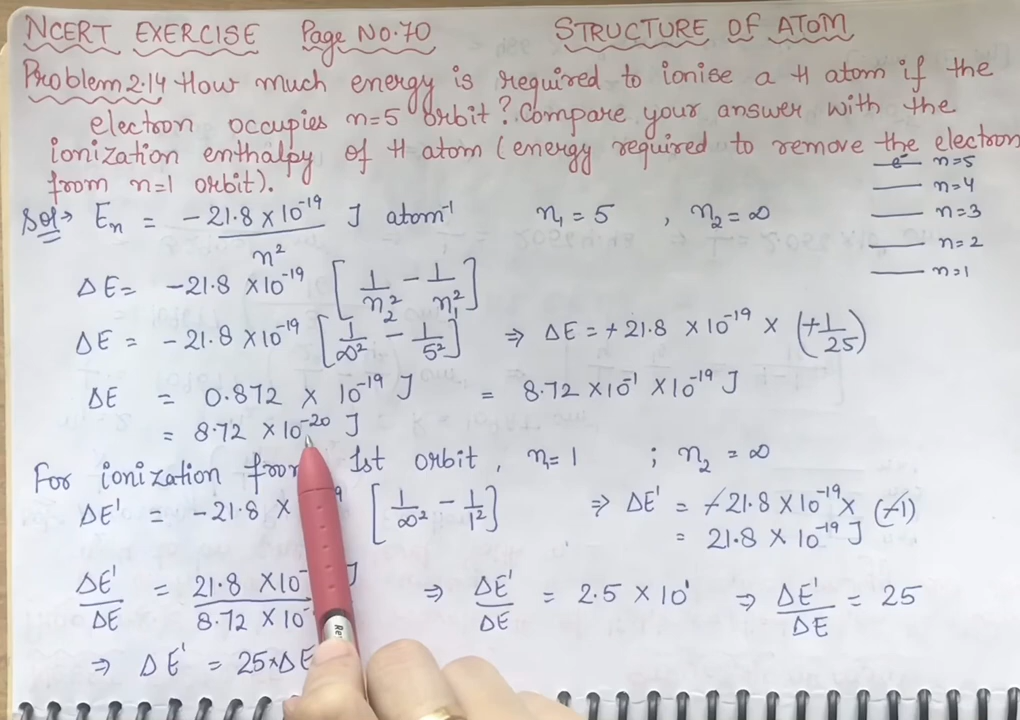 NCERT EXERCISE Page No.70 STRUCTURE OF ATOM
Problem 2.14 How much energy is required to ionise a H atom if the
electron occupies n=5 orbit? Compare your answer with the
ionization enthalpy of H atom (energy required to remove the electron
from n=1 orbit).
e⁻ n=5
n=4
n=3
n=2
n=1
Sol→ Eₙ = -21.8 × 10⁻¹⁹ / n² J atom⁻¹ n₁ = 5 , n₂ = ∞
ΔE = -21.8 × 10⁻¹⁹ [1/n₂² - 1/n₁²]
ΔE = -21.8 × 10⁻¹⁹ [1/∞² - 1/5²] ⇒ ΔE = +21.8 × 10⁻¹⁹ × (+1/25)
ΔE = 0.872 × 10⁻¹⁹ J = 8.72 × 10⁻¹ × 10⁻¹⁹ J
= 8.72 × 10⁻²⁰ J
For ionization from 1st orbit, n₁ = 1 ; n₂ = ∞
ΔE' = -21.8 × [1/∞² - 1/1²] ⇒ ΔE' = -21.8 × 10⁻¹⁹ × (-1)
= 21.8 × 10⁻¹⁹ J
ΔE'/ΔE = 21.8 × 10 J / 8.72 × 10 ⇒ ΔE'/ΔE = 2.5 × 10¹ ⇒ ΔE'/ΔE = 25
⇒ ΔE' = 25×ΔE